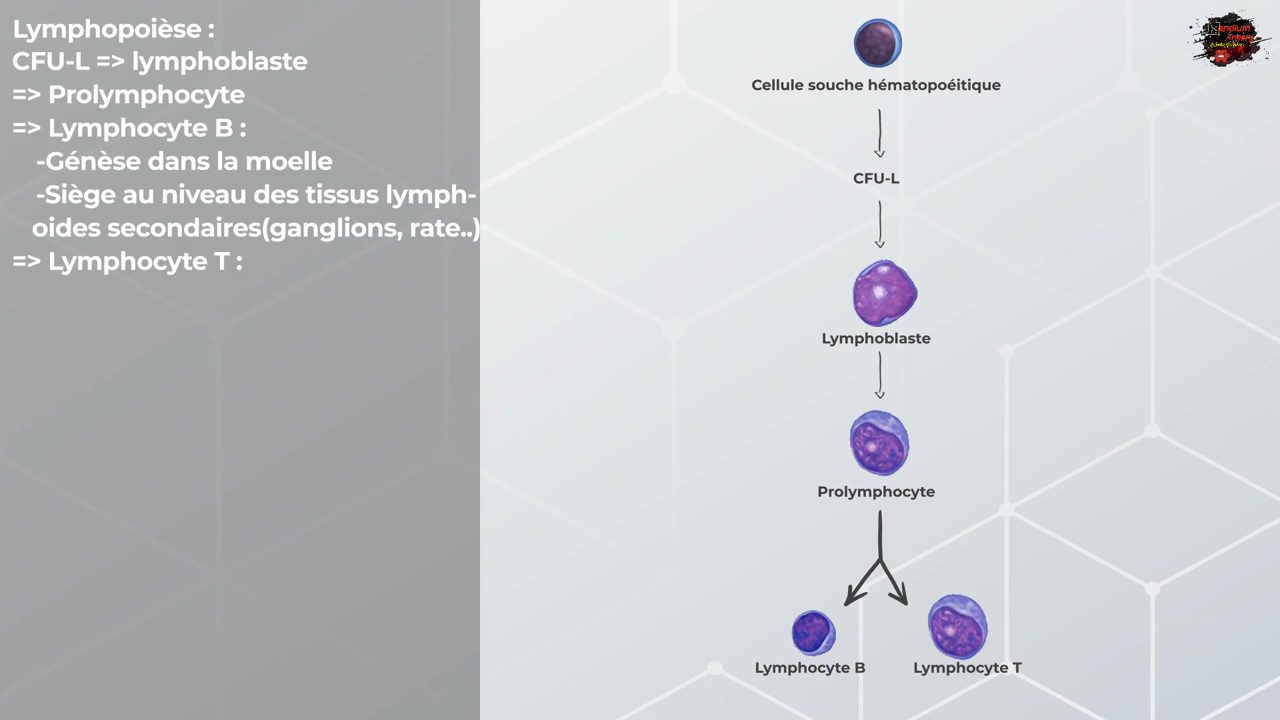 Lymphopoïèse :
CFU-L => lymphoblaste
=> Prolymphocyte
=> Lymphocyte B :
-Génèse dans la moelle
-Siège au niveau des tissus lymph-
oides secondaires(ganglions, rate..)
=> Lymphocyte T :
Cellule souche hématopoéitique
CFU-L
Lymphoblaste
Prolymphocyte
Lymphocyte B
Lymphocyte T